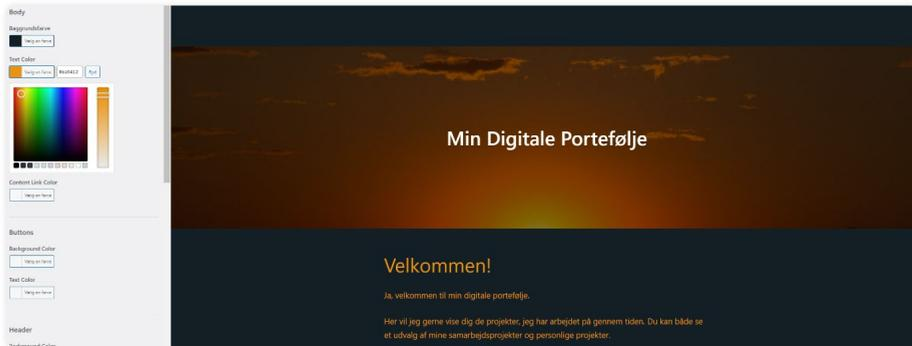 Body
Baggrundsfarve
Vælg en farve
Text Color
Vælg en farve
Ryd
Content Link Color
Vælg en farve
Buttons
Background Color
Vælg en farve
Text Color
Vælg en farve
Header
Background Color
Min Digitale Portefølje
Velkommen!
Ja, velkommen til min digitale portefølje.
Her vil jeg gerne vise dig de projekter, jeg har arbejdet på gennem tiden. Du kan både se
et udvalg af mine samarbejdsprojekter og personlige projekter.